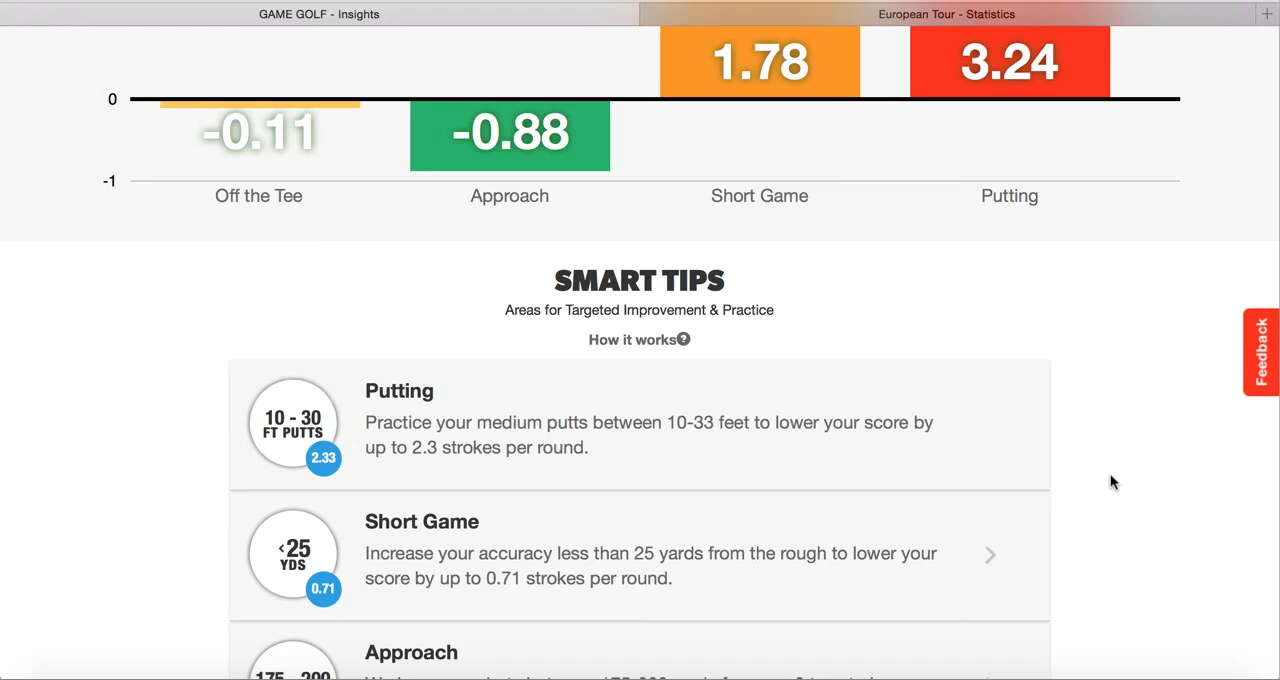 GAME GOLF - Insights
European Tour - Statistics
+
1.78
3.24
0
-0.11
-0.88
-1
Off the Tee
Approach
Short Game
Putting
SMART TIPS
Areas for Targeted Improvement & Practice
How it works?
Feedback
10 - 30
FT PUTTS
2.33
Putting
Practice your medium putts between 10-33 feet to lower your score by
up to 2.3 strokes per round.
<25
YDS
0.71
Short Game
Increase your accuracy less than 25 yards from the rough to lower your
score by up to 0.71 strokes per round.
175 - 200
Approach